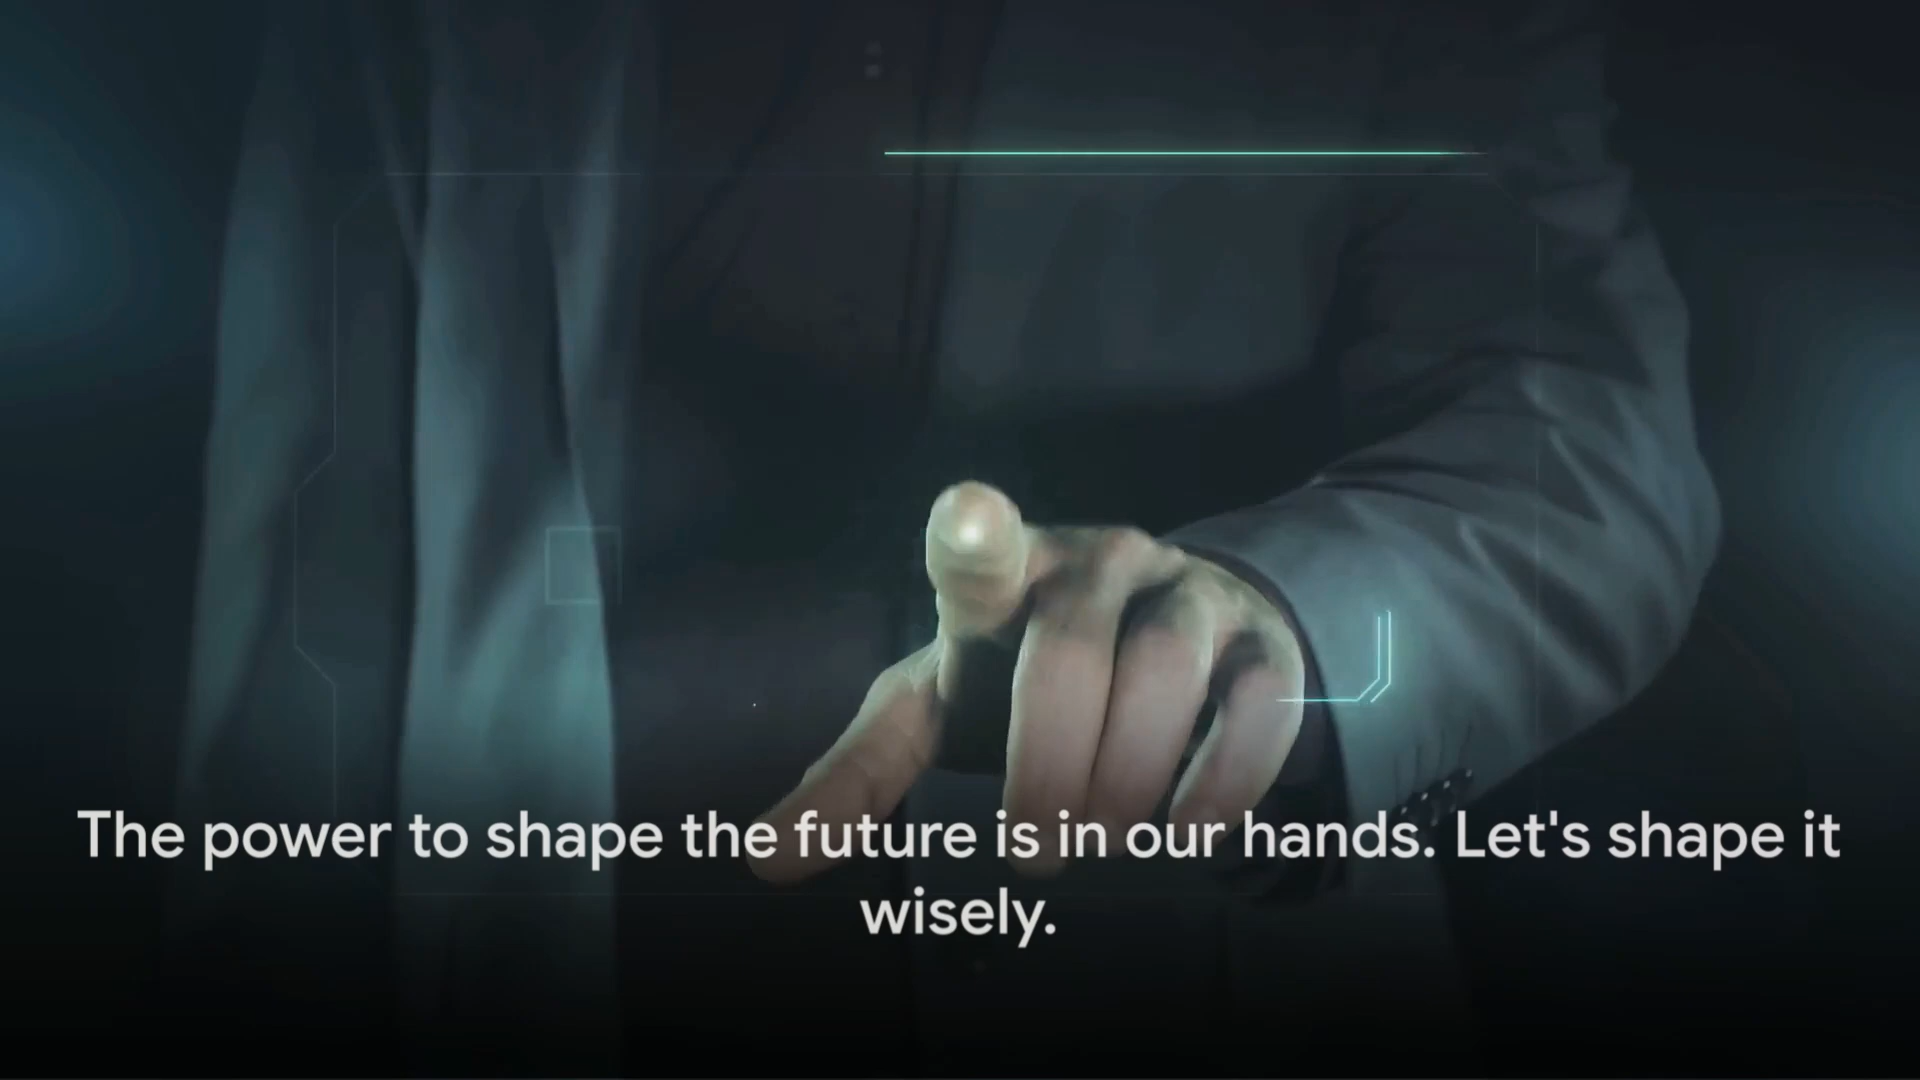 The power to shape the future is in our hands. Let's shape it
wisely.